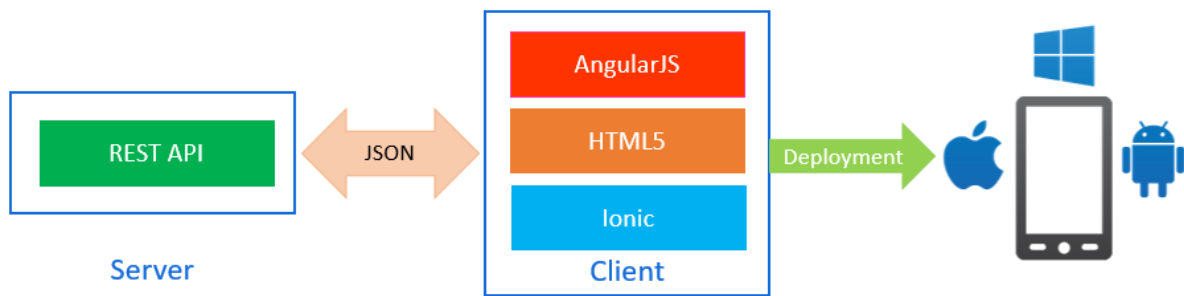 REST API
Server
JSON
AngularJS
HTML5
Ionic
Client
Deployment